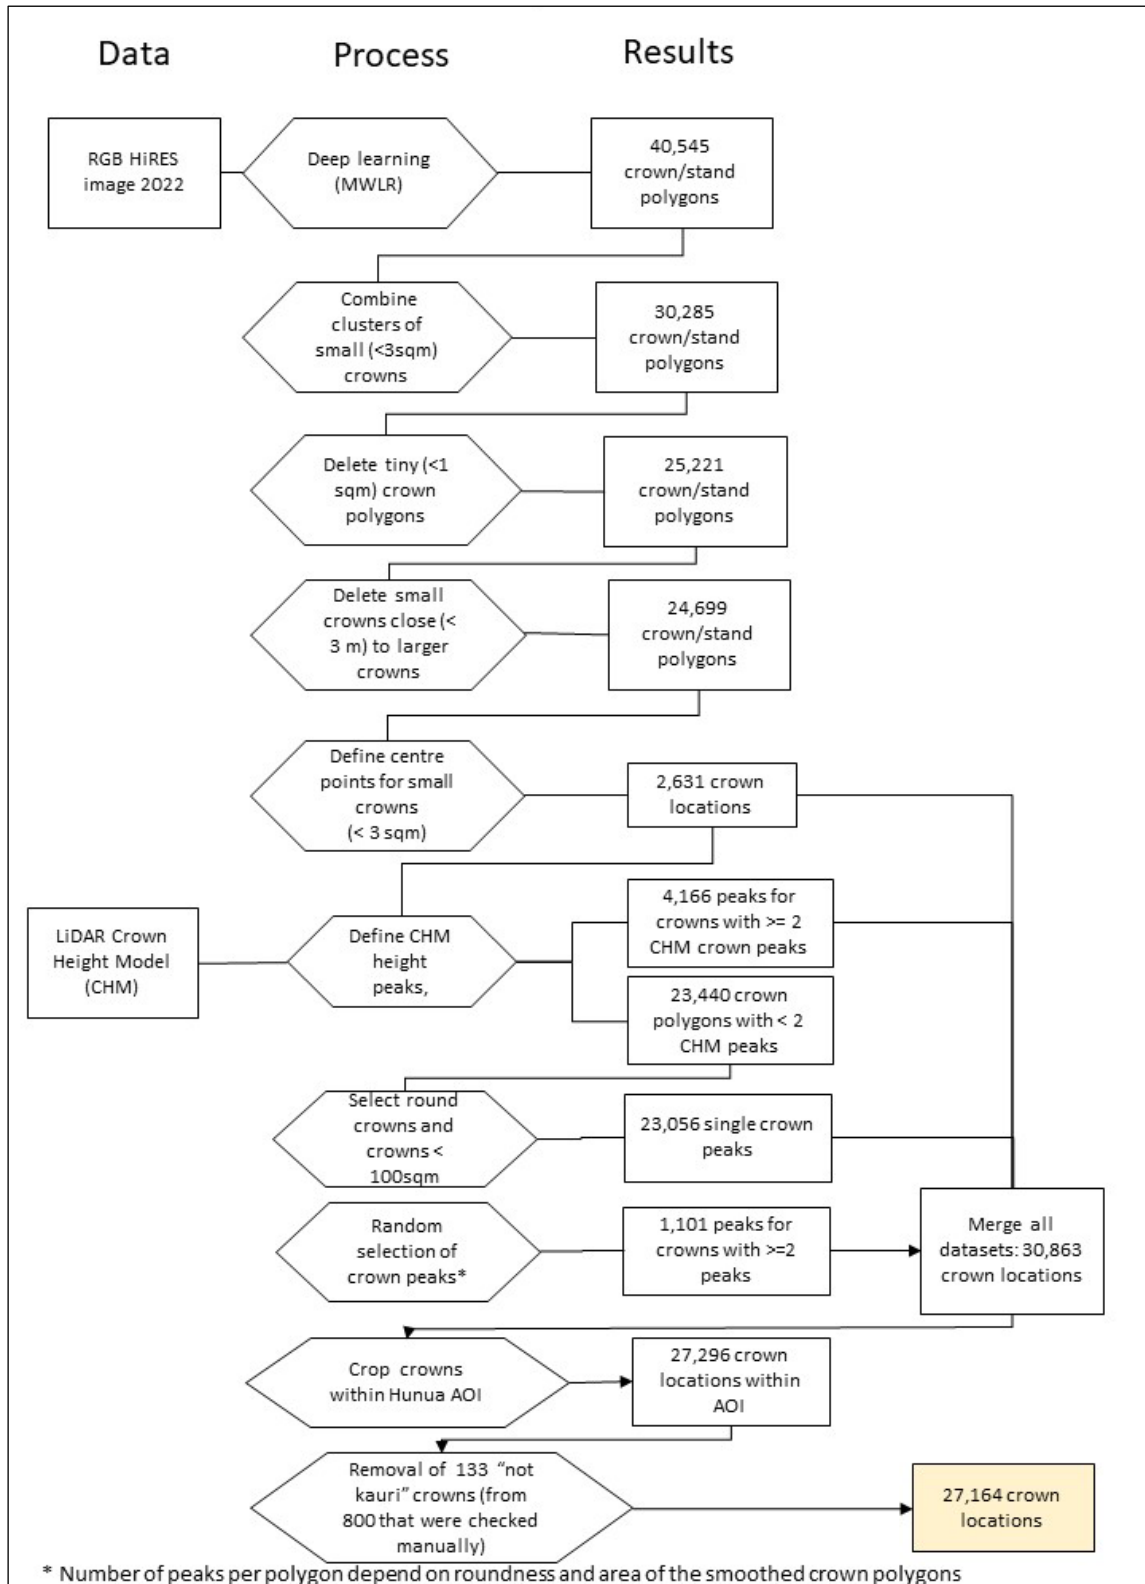 Data
Process
Results
RGB HiRES
image 2022
Deep learning
(MWLR)
40,545
crown/stand
polygons
Combine
clusters of
small (<3sqm)
crowns
30,285
crown/stand
polygons
Delete tiny (<1
sqm) crown
polygons
25,221
crown/stand
polygons
Delete small
crowns close (<
3 m) to larger
crowns
24,699
crown/stand
polygons
Define centre
points for small
crowns
(< 3 sqm)
2,631 crown
locations
LiDAR Crown
Height Model
(CHM)
Define CHM
height
peaks,
4,166 peaks for
crowns with >= 2
CHM crown peaks
23,440 crown
polygons with < 2
CHM peaks
Select round
crowns and
crowns <
100sqm
23,056 single crown
peaks
Random
selection of
crown peaks*
1,101 peaks for
crowns with >=2
peaks
Merge all
datasets: 30,863
crown locations
Crop crowns
within Hunua AOI
27,296 crown
locations within
AOI
Removal of 133 “not
kauri” crowns (from
800 that were checked
manually)
27,164 crown
locations
* Number of peaks per polygon depend on roundness and area of the smoothed crown polygons